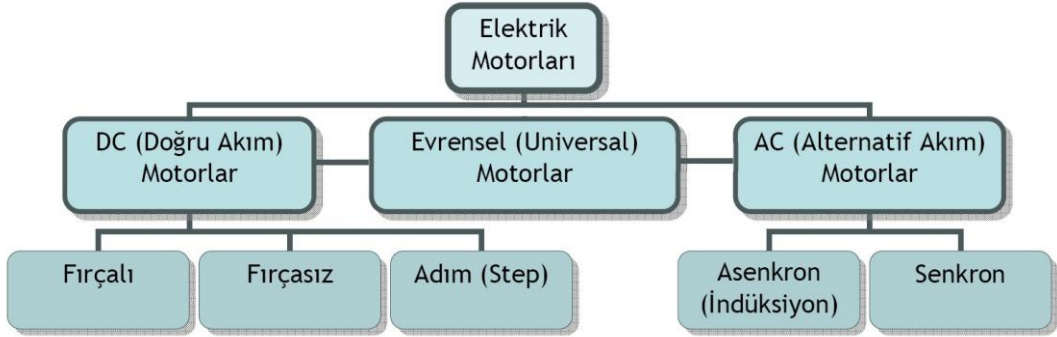 Elektrik
Motorları
DC (Doğru Akım)
Motorlar
Evrensel (Universal)
Motorlar
AC (Alternatif Akım)
Motorlar
Fırçalı
Fırçasız
Adım (Step)
Asenkron
(İndüksiyon)
Senkron